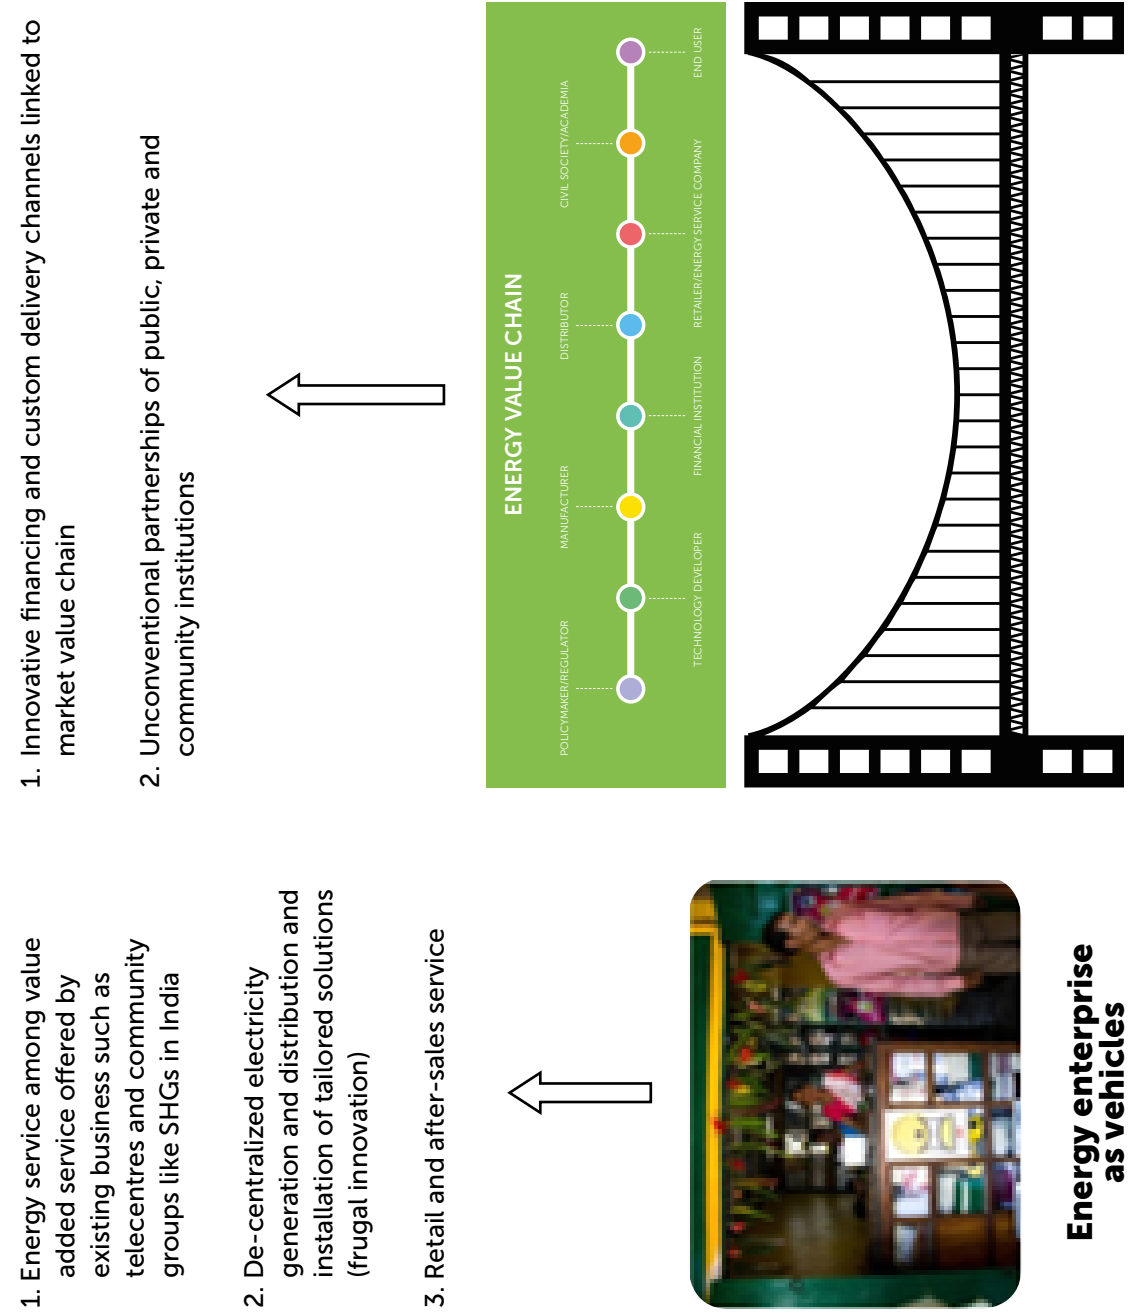 1. Energy service among value
added service offered by
existing business such as
telecentres and community
groups like SHGs in India
2. De-centralized electricity
generation and distribution and
installation of tailored solutions
(frugal innovation)
3. Retail and after-sales service
Energy enterprise
as vehicles
1. Innovative financing and custom delivery channels linked to
market value chain
2. Unconventional partnerships of public, private and
community institutions
ENERGY VALUE CHAIN
POLICYMAKER/REGULATOR
MANUFACTURER
DISTRIBUTOR
CIVIL SOCIETY/ACADEMIA
TECHNOLOGY DEVELOPER
FINANCIAL INSTITUTION
RETAILER/ENERGY SERVICE COMPANY
END USER